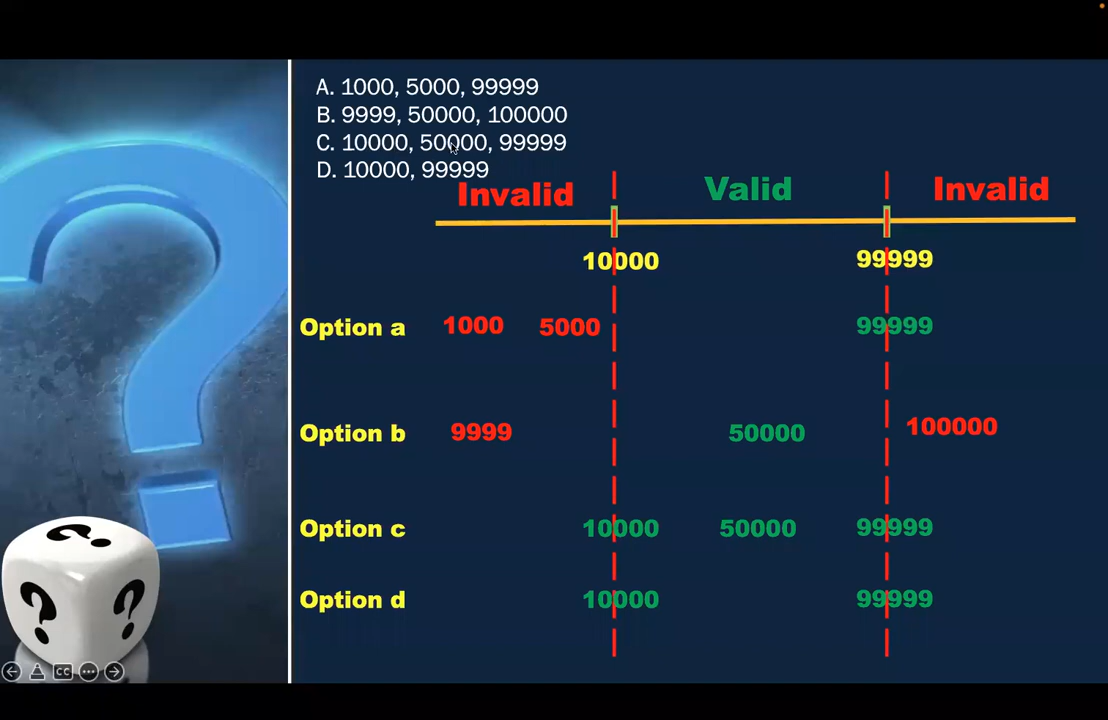 A. 1000, 5000, 99999
B. 9999, 50000, 100000
C. 10000, 50000, 99999
D. 10000, 99999
Invalid Valid Invalid
10000 99999
Option a 1000 5000 99999
Option b 9999 50000 100000
Option c 10000 50000 99999
Option d 10000 99999
? ? ?
CC